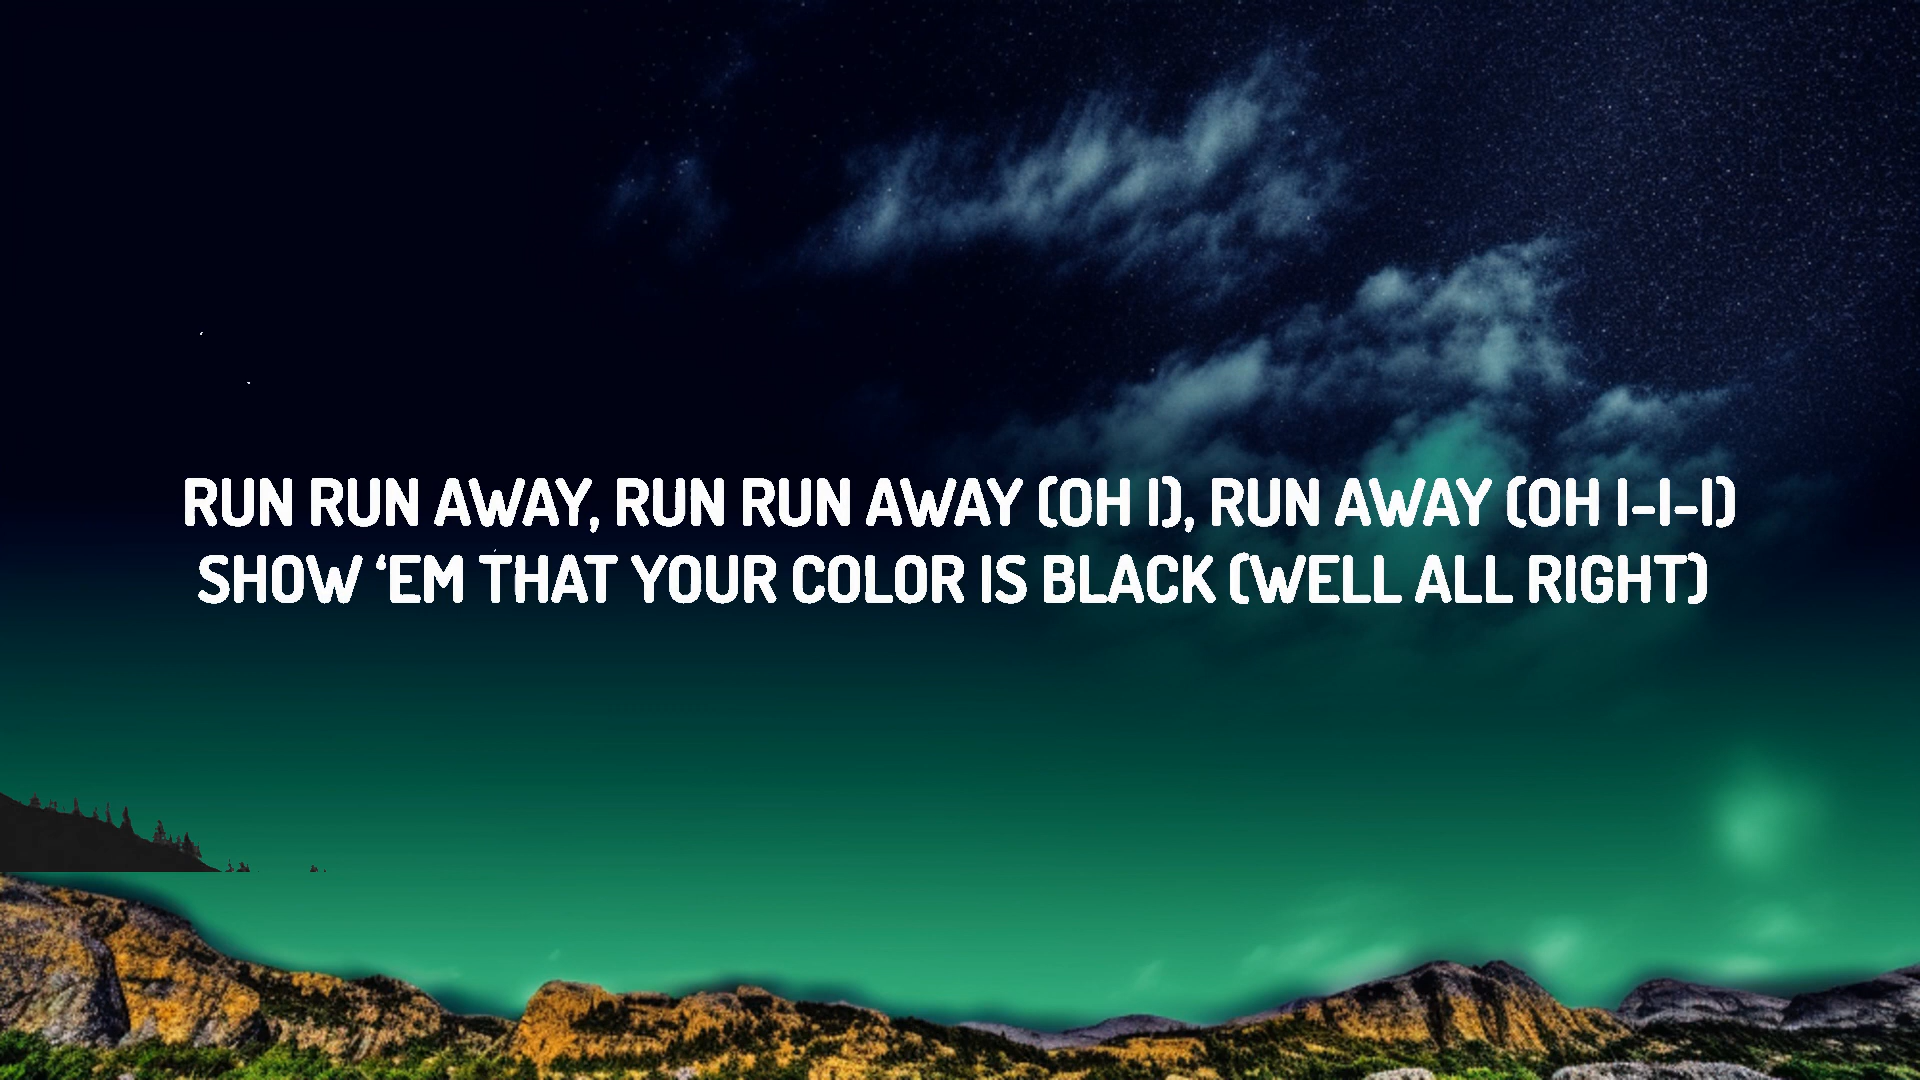 RUN RUN AWAY, RUN RUN AWAY (OH I), RUN AWAY (OH I-I-I)
SHOW ‘EM THAT YOUR COLOR IS BLACK (WELL ALL RIGHT)